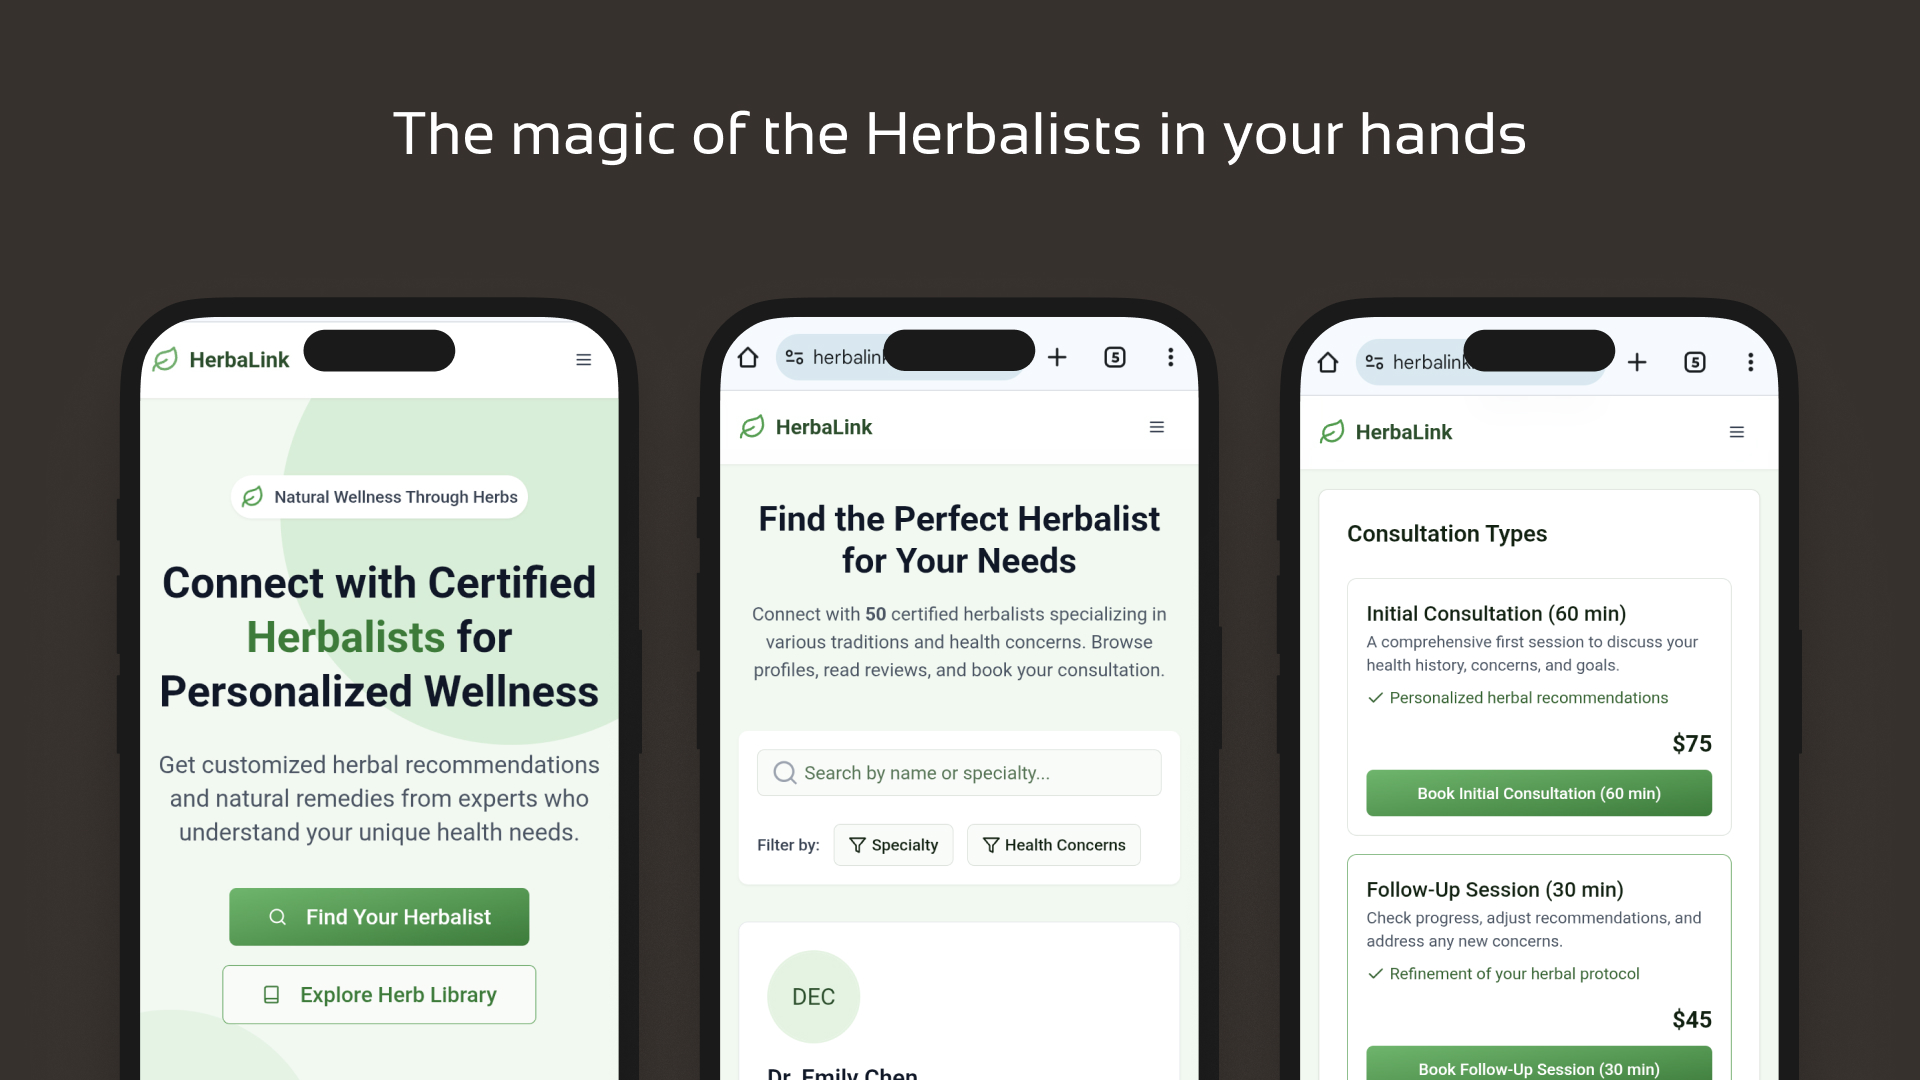 The magic of the Herbalists in your hands
HerbaLink
Natural Wellness Through Herbs
Connect with Certified
Herbalists for
Personalized Wellness
Get customized herbal recommendations
and natural remedies from experts who
understand your unique health needs.
Find Your Herbalist
Explore Herb Library
5
HerbaLink
Find the Perfect Herbalist
for Your Needs
Connect with 50 certified herbalists specializing in
various traditions and health concerns. Browse
profiles, read reviews, and book your consultation.
Search by name or specialty...
Filter by:
Specialty
Health Concerns
DEC
Dr. Emily Chen
herbalink
5
HerbaLink
Consultation Types
Initial Consultation (60 min)
A comprehensive first session to discuss your
health history, concerns, and goals.
Personalized herbal recommendations
$75
Book Initial Consultation (60 min)
Follow-Up Session (30 min)
Check progress, adjust recommendations, and
address any new concerns.
Refinement of your herbal protocol
$45
Book Follow-Up Session (30 min)